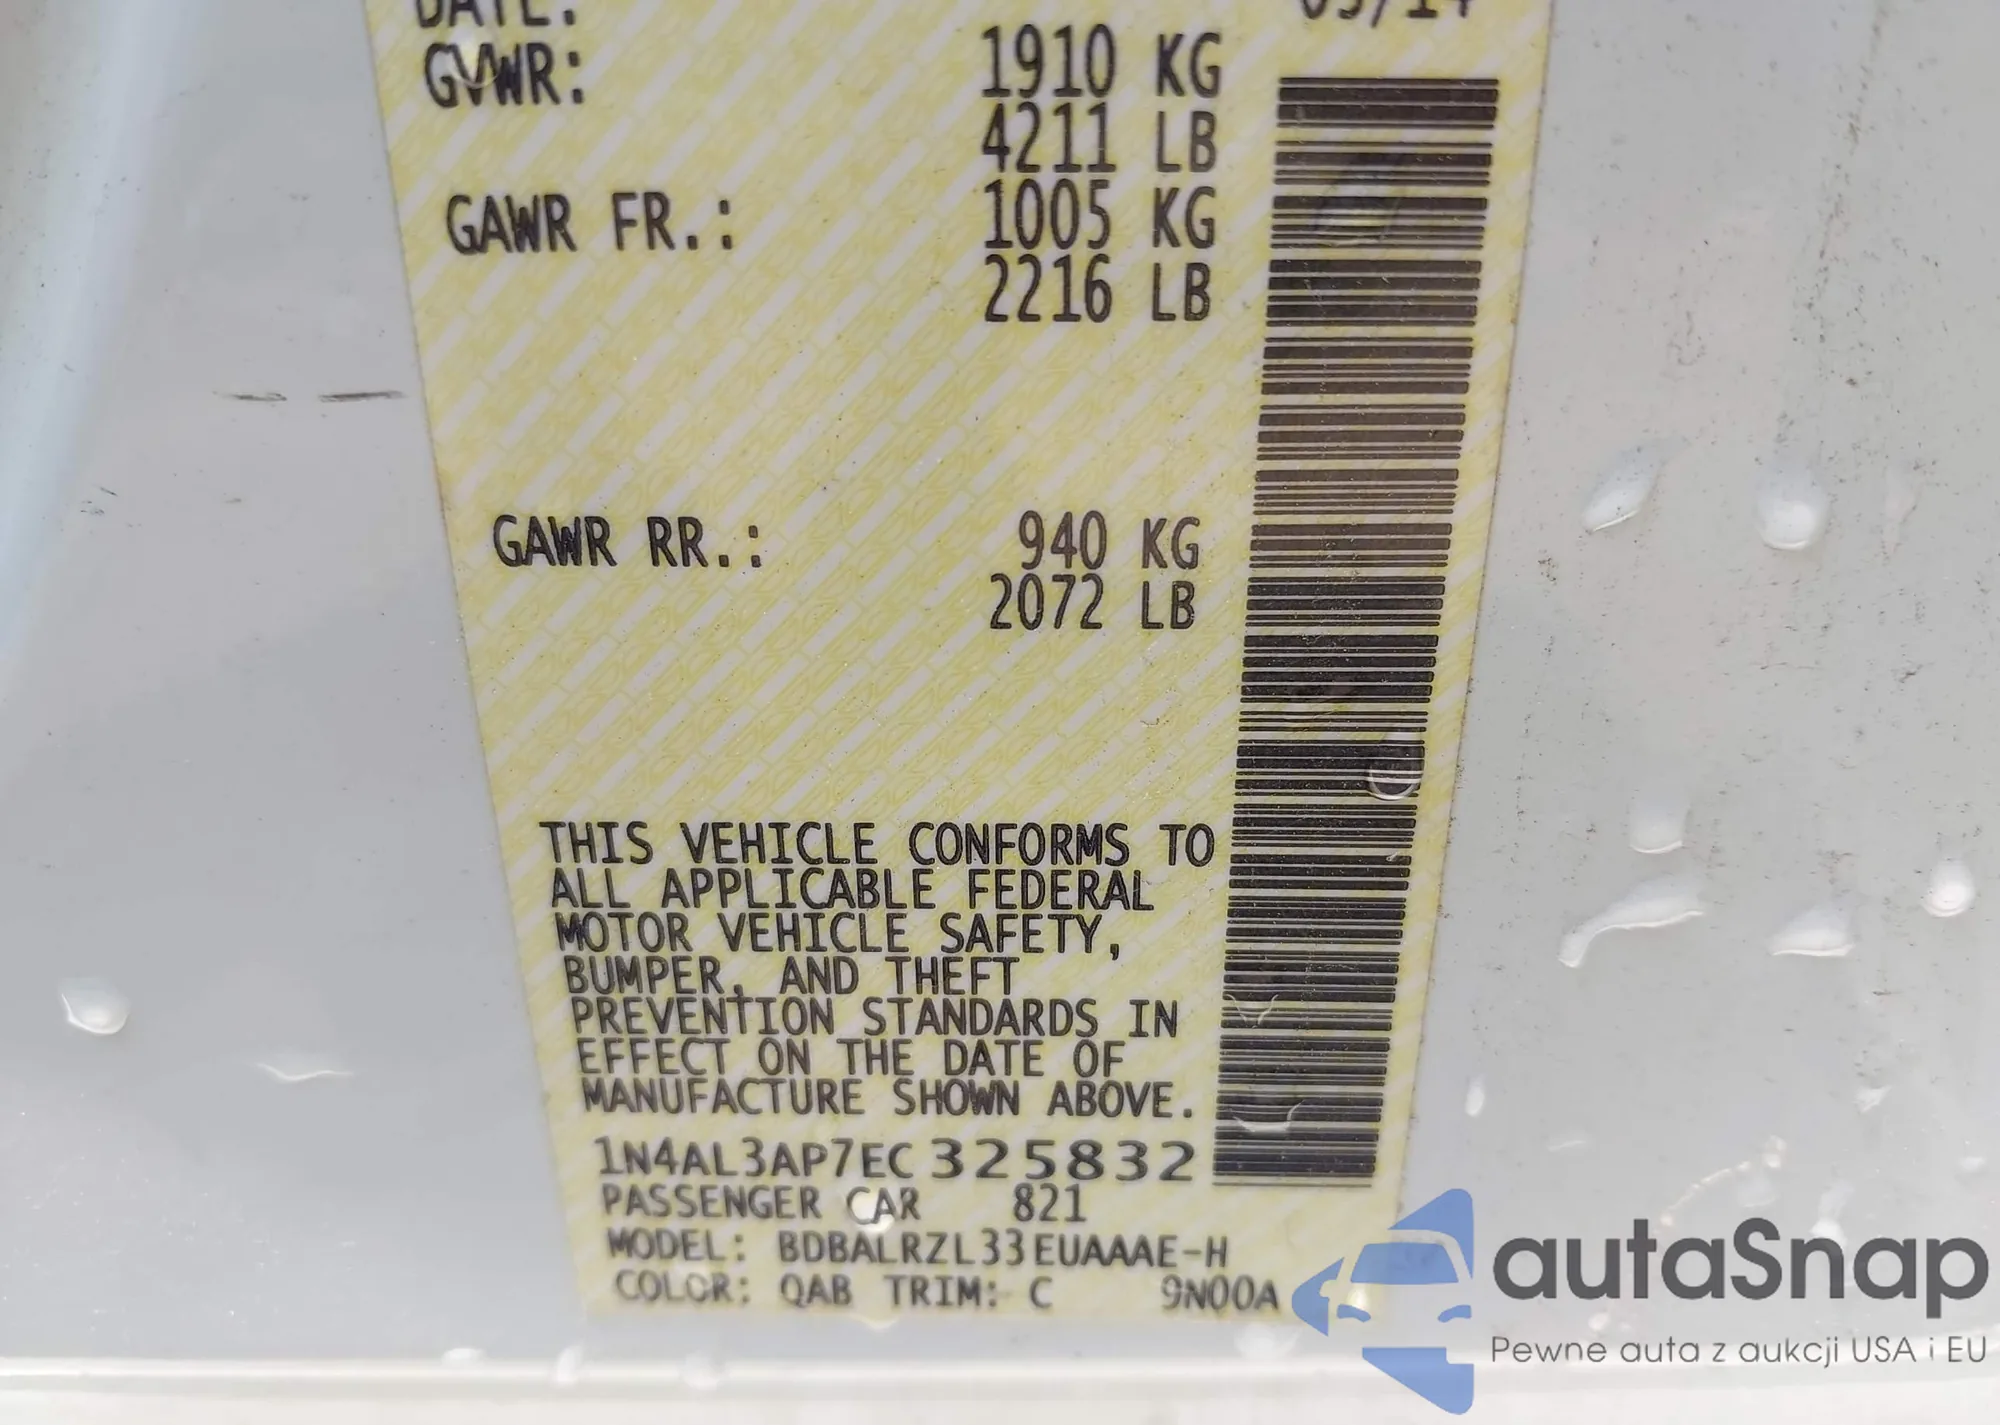 DATE: 05/14
GVWR: 1910 KG
4211 LB
GAWR FR.: 1005 KG
2216 LB
GAWR RR.: 940 KG
2072 LB
THIS VEHICLE CONFORMS TO
ALL APPLICABLE FEDERAL
MOTOR VEHICLE SAFETY,
BUMPER, AND THEFT
PREVENTION STANDARDS IN
EFFECT ON THE DATE OF
MANUFACTURE SHOWN ABOVE.
1N4AL3AP7EC325832
PASSENGER CAR 821
MODEL: BDBALRZL33EUAAAE-H
COLOR: QAB TRIM: C 9N00A
autaSnap
Pewne auta z aukcji USA i EU